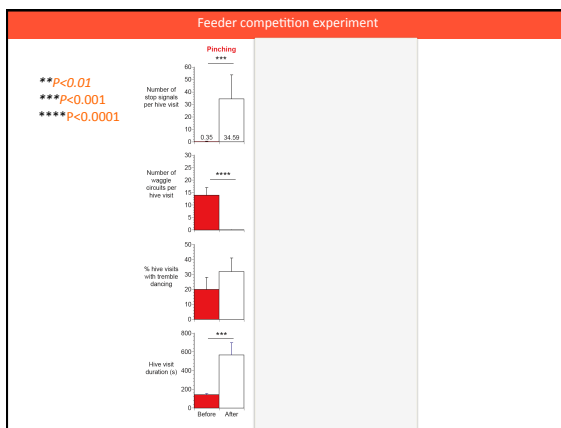 Feeder competition experiment
**P<0.01
***P<0.001
****P<0.0001
Pinching
***
Number of
stop signals
per hive visit
60
50
40
30
20
10
0
0.35 34.59
Number of
waggle
circuits per
hive visit
30
25
20
15
10
5
0
****
% hive visits
with tremble
dancing
50
40
30
20
10
0
Hive visit
duration (s)
800
600
400
200
0
***
Before After